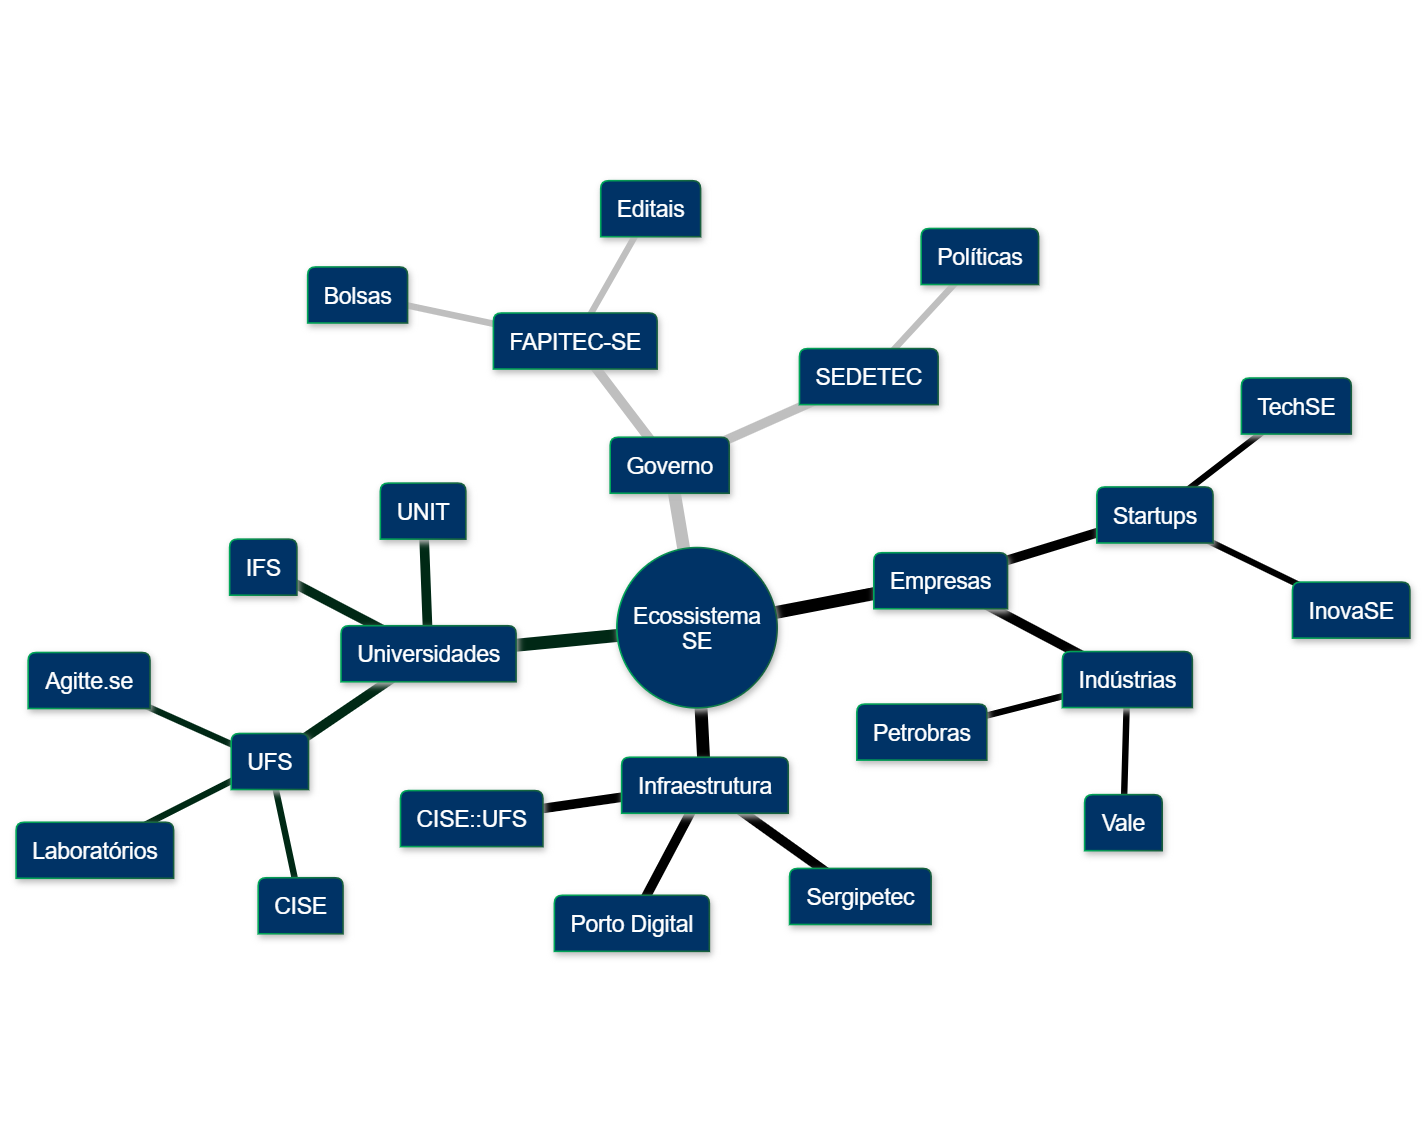 Editais
Políticas
Bolsas
FAPITEC-SE
SEDETEC
TechSE
Governo
UNIT
Startups
IFS
Empresas
InovaSE
Ecossistema
SE
Universidades
Agitte.se
Indústrias
Petrobras
UFS
Infraestrutura
CISE::UFS
Vale
Laboratórios
Sergipetec
CISE
Porto Digital